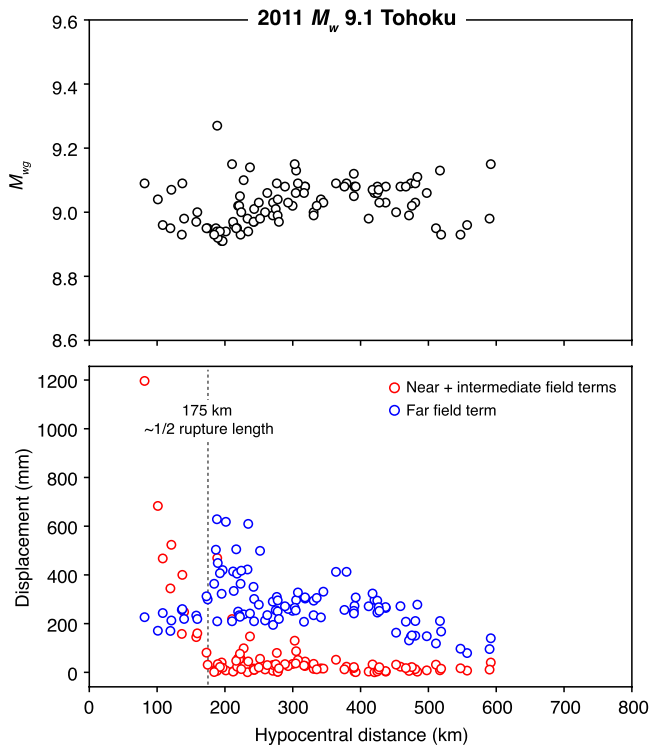 2011 Mw 9.1 Tohoku
9.6
9.4
9.2
9.0
8.8
8.6
Mwg
1200
1000
800
600
400
200
0
Displacement (mm)
Near + intermediate field terms
Far field term
175 km
~1/2 rupture length
0 100 200 300 400 500 600 700 800
Hypocentral distance (km)